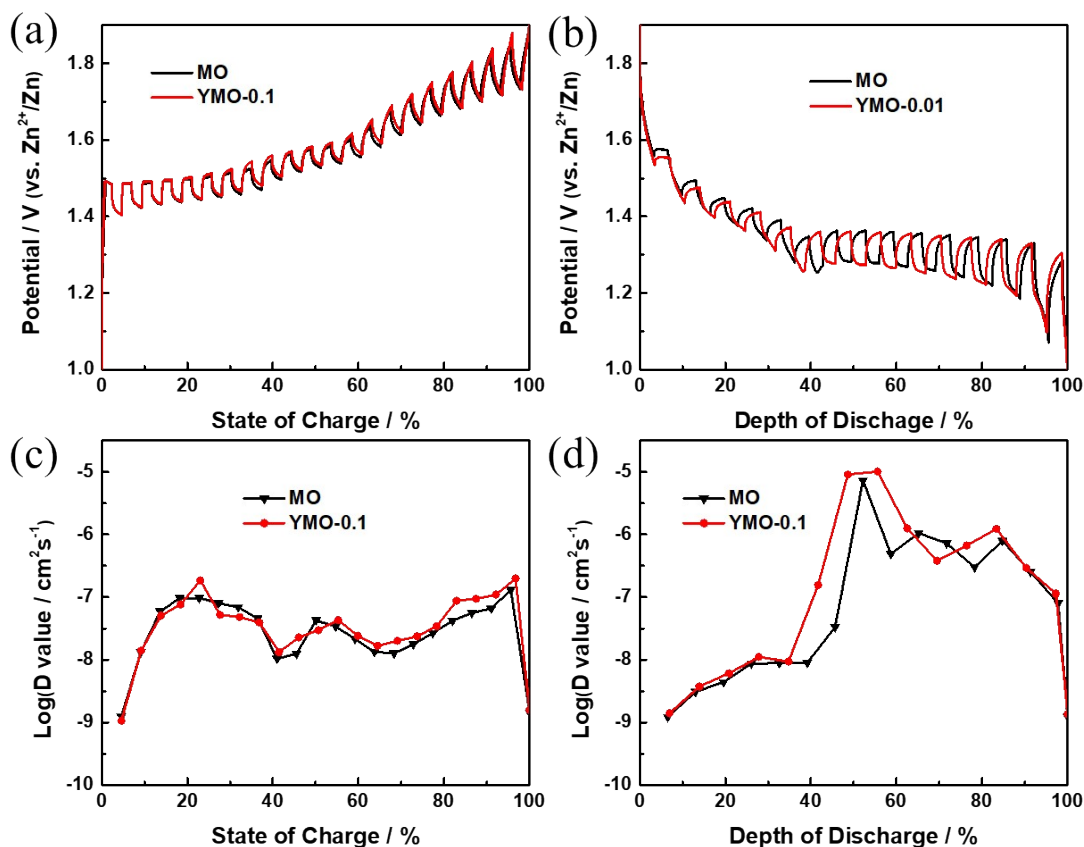 (a)
Potential / V (vs. Zn2+/Zn)
1.8
1.6
1.4
1.2
1.0
MO
YMO-0.1
0 20 40 60 80 100
State of Charge / %
(b)
Potential / V (vs. Zn2+/Zn)
1.8
1.6
1.4
1.2
1.0
MO
YMO-0.01
0 20 40 60 80 100
Depth of Dischage / %
(c)
Log(D value / cm2s-1)
-5
-6
-7
-8
-9
-10
MO
YMO-0.1
0 20 40 60 80 100
State of Charge / %
(d)
Log(D value / cm2s-1)
-5
-6
-7
-8
-9
-10
MO
YMO-0.1
0 20 40 60 80 100
Depth of Discharge / %